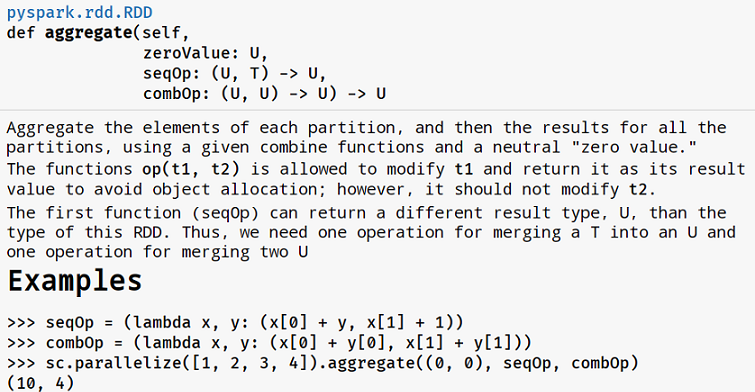 pyspark.rdd.RDD
def aggregate(self,
zeroValue: U,
seqOp: (U, T) -> U,
combOp: (U, U) -> U) -> U
Aggregate the elements of each partition, and then the results for all the
partitions, using a given combine functions and a neutral "zero value."
The functions op(t1, t2) is allowed to modify t1 and return it as its result
value to avoid object allocation; however, it should not modify t2.
The first function (seqOp) can return a different result type, U, than the
type of this RDD. Thus, we need one operation for merging a T into an U and
one operation for merging two U
Examples
>>> seqOp = (lambda x, y: (x[0] + y, x[1] + 1))
>>> combOp = (lambda x, y: (x[0] + y[0], x[1] + y[1]))
>>> sc.parallelize([1, 2, 3, 4]).aggregate((0, 0), seqOp, combOp)
(10, 4)